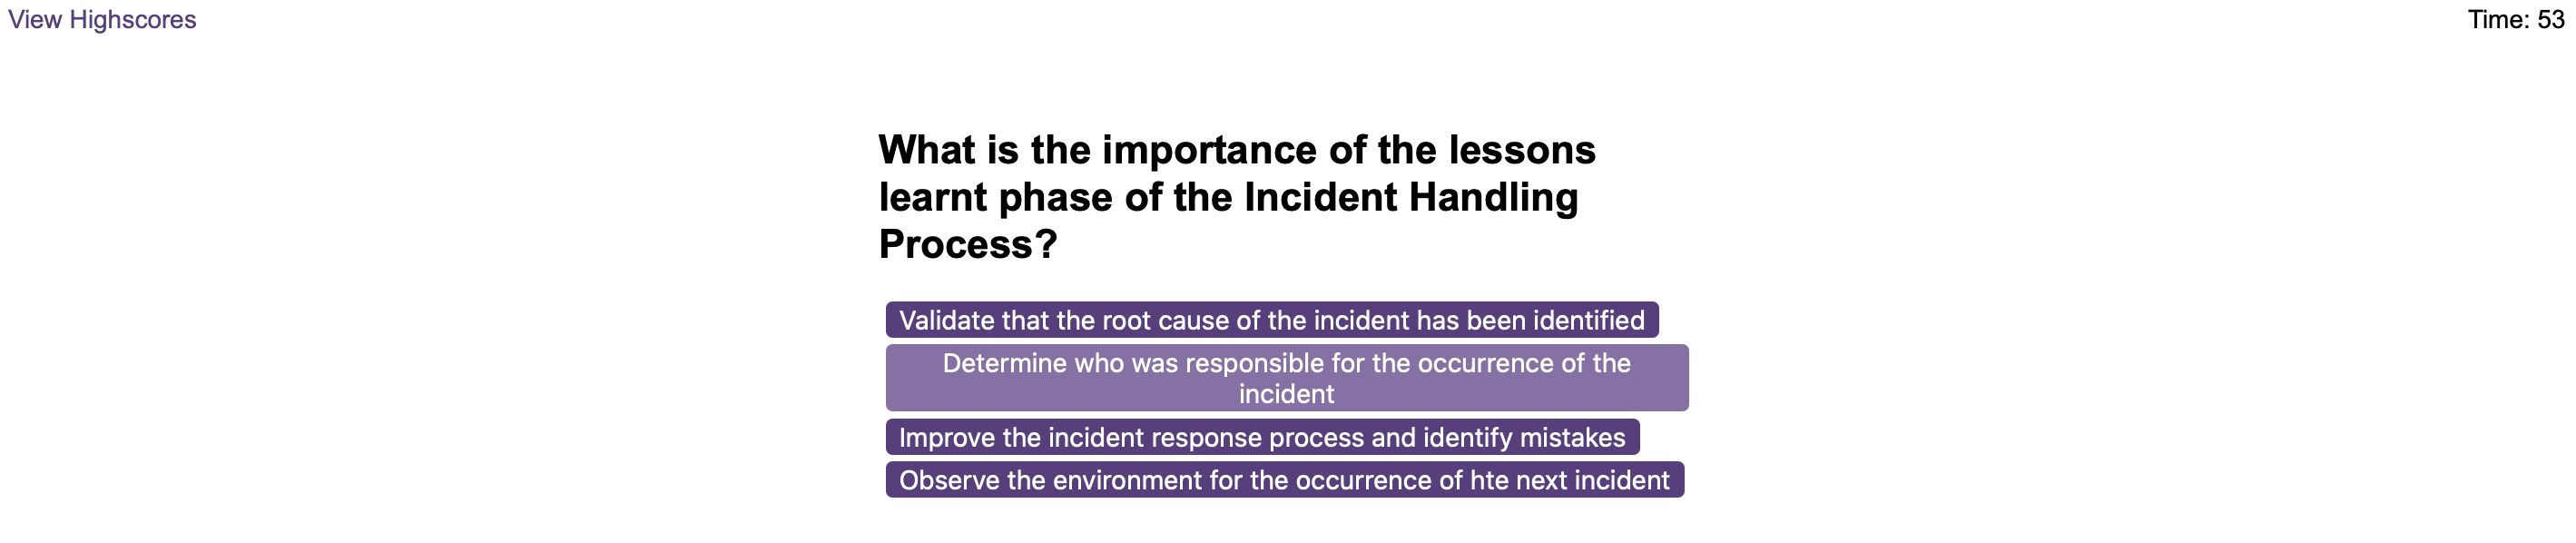 View Highscores
Time: 53
What is the importance of the lessons
learnt phase of the Incident Handling
Process?
Validate that the root cause of the incident has been identified
Determine who was responsible for the occurrence of the
incident
Improve the incident response process and identify mistakes
Observe the environment for the occurrence of hte next incident